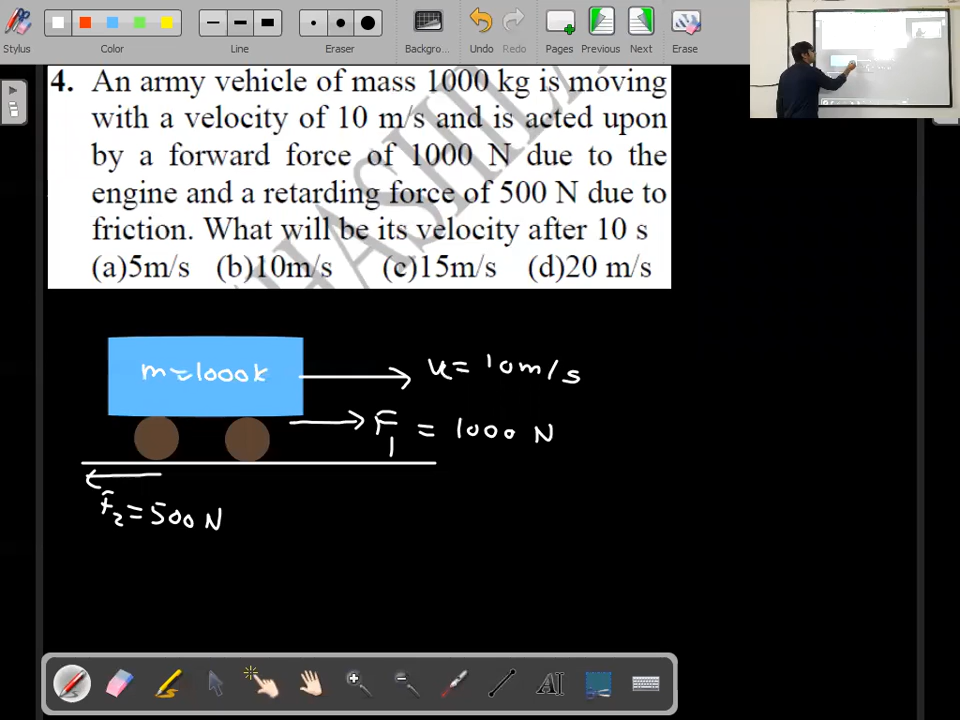 Stylus
Color
Line
Eraser
Backgro...
Undo
Redo
Pages
Previous
Next
Erase
4. An army vehicle of mass 1000 kg is moving
with a velocity of 10 m/s and is acted upon
by a forward force of 1000 N due to the
engine and a retarding force of 500 N due to
friction. What will be its velocity after 10 s
(a)5m/s (b)10m/s (c)15m/s (d)20 m/s
m=1000k
u= 10m/s
F1 = 1000 N
F2 = 500 N
AI